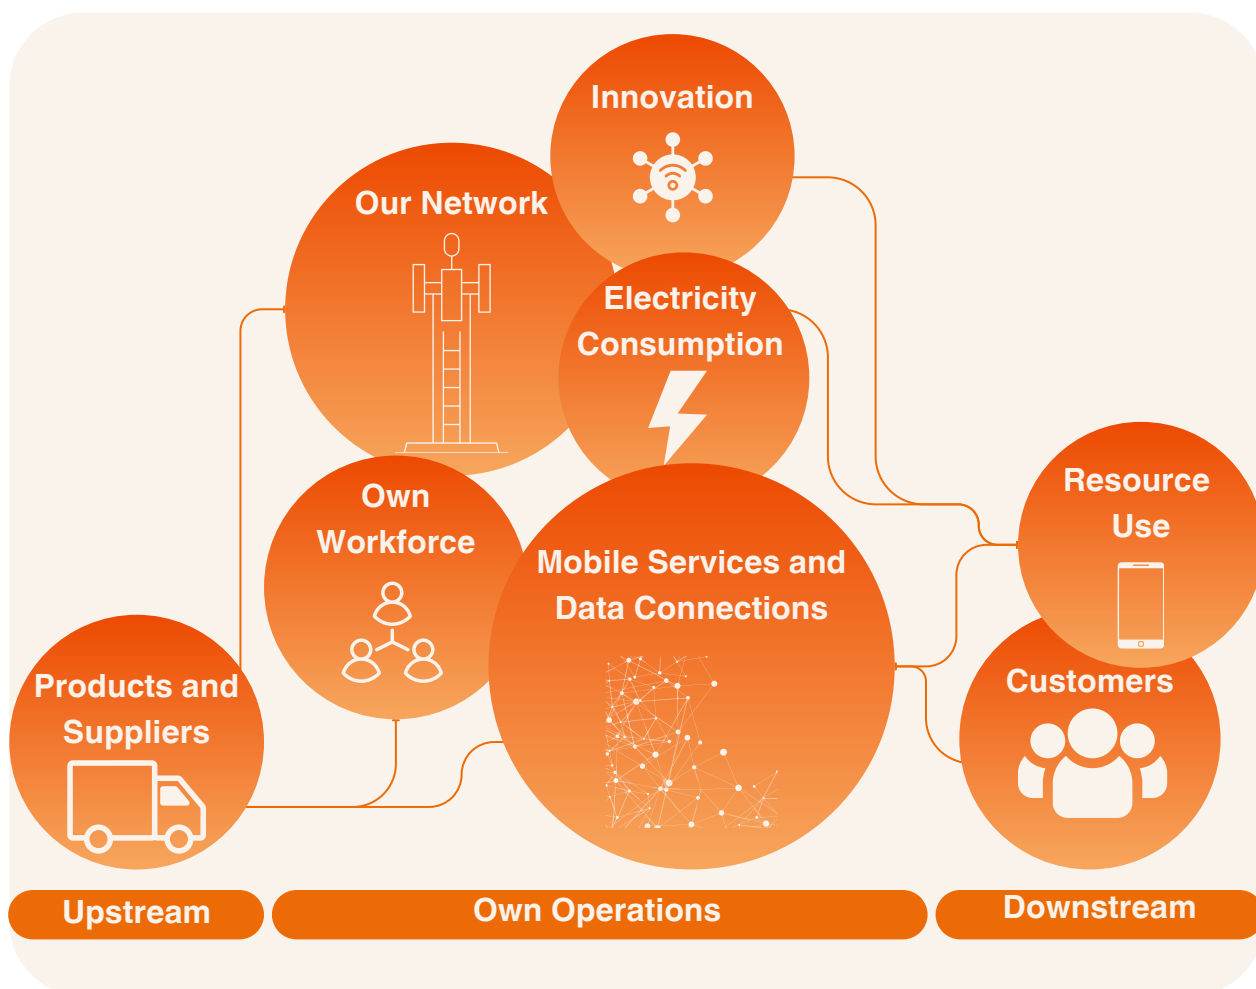 Innovation
Our Network
Electricity
Consumption
Own
Workforce
Mobile Services and
Data Connections
Resource
Use
Products and
Suppliers
Customers
Upstream
Own Operations
Downstream